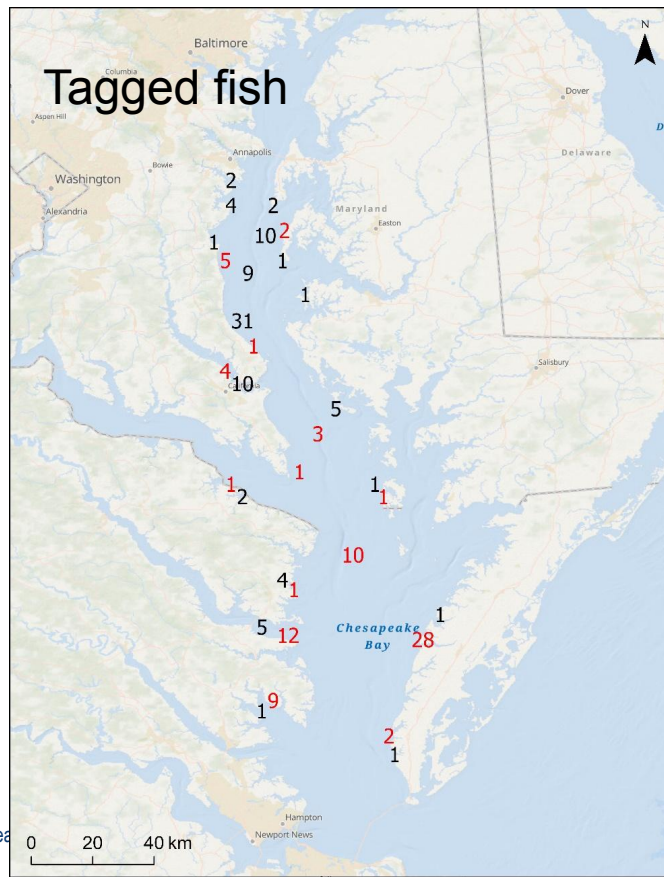 N
Baltimore
Columbia
Tagged fish
Aspen Hill
Dover
Annapolis
Bowie
Delaware
Washington
2
Alexandria
4
2
Maryland
Easton
2
10
1
5
1
9
1
31
1
4
10
Salisbury
5
3
1
1
2
1
1
10
4
1
1
5
12
Chesapeake
Bay
28
9
1
2
1
Hampton
Newport News
0 20 40 km